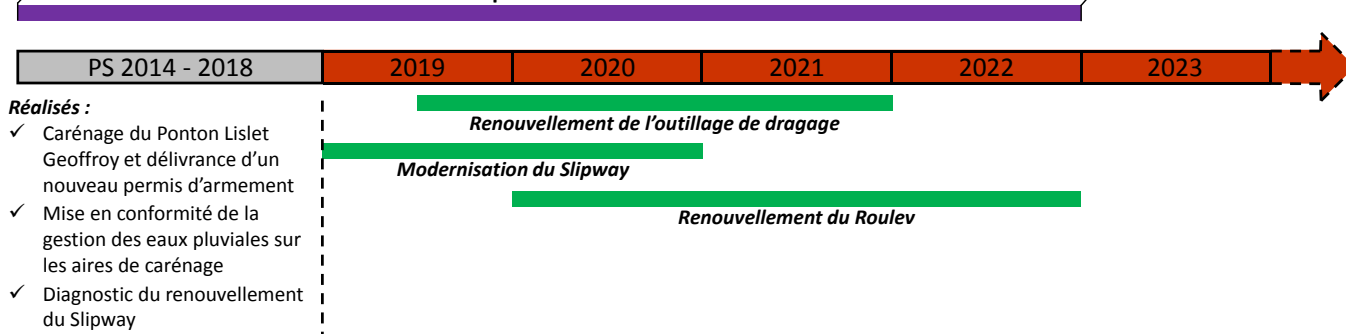 PS 2014 - 2018
2019
2020
2021
2022
2023
Réalisés :
✓ Carénage du Ponton Lislet
Geoffroy et délivrance d’un
nouveau permis d’armement
✓ Mise en conformité de la
gestion des eaux pluviales sur
les aires de carénage
✓ Diagnostic du renouvellement
du Slipway
Renouvellement de l’outillage de dragage
Modernisation du Slipway
Renouvellement du Roulev